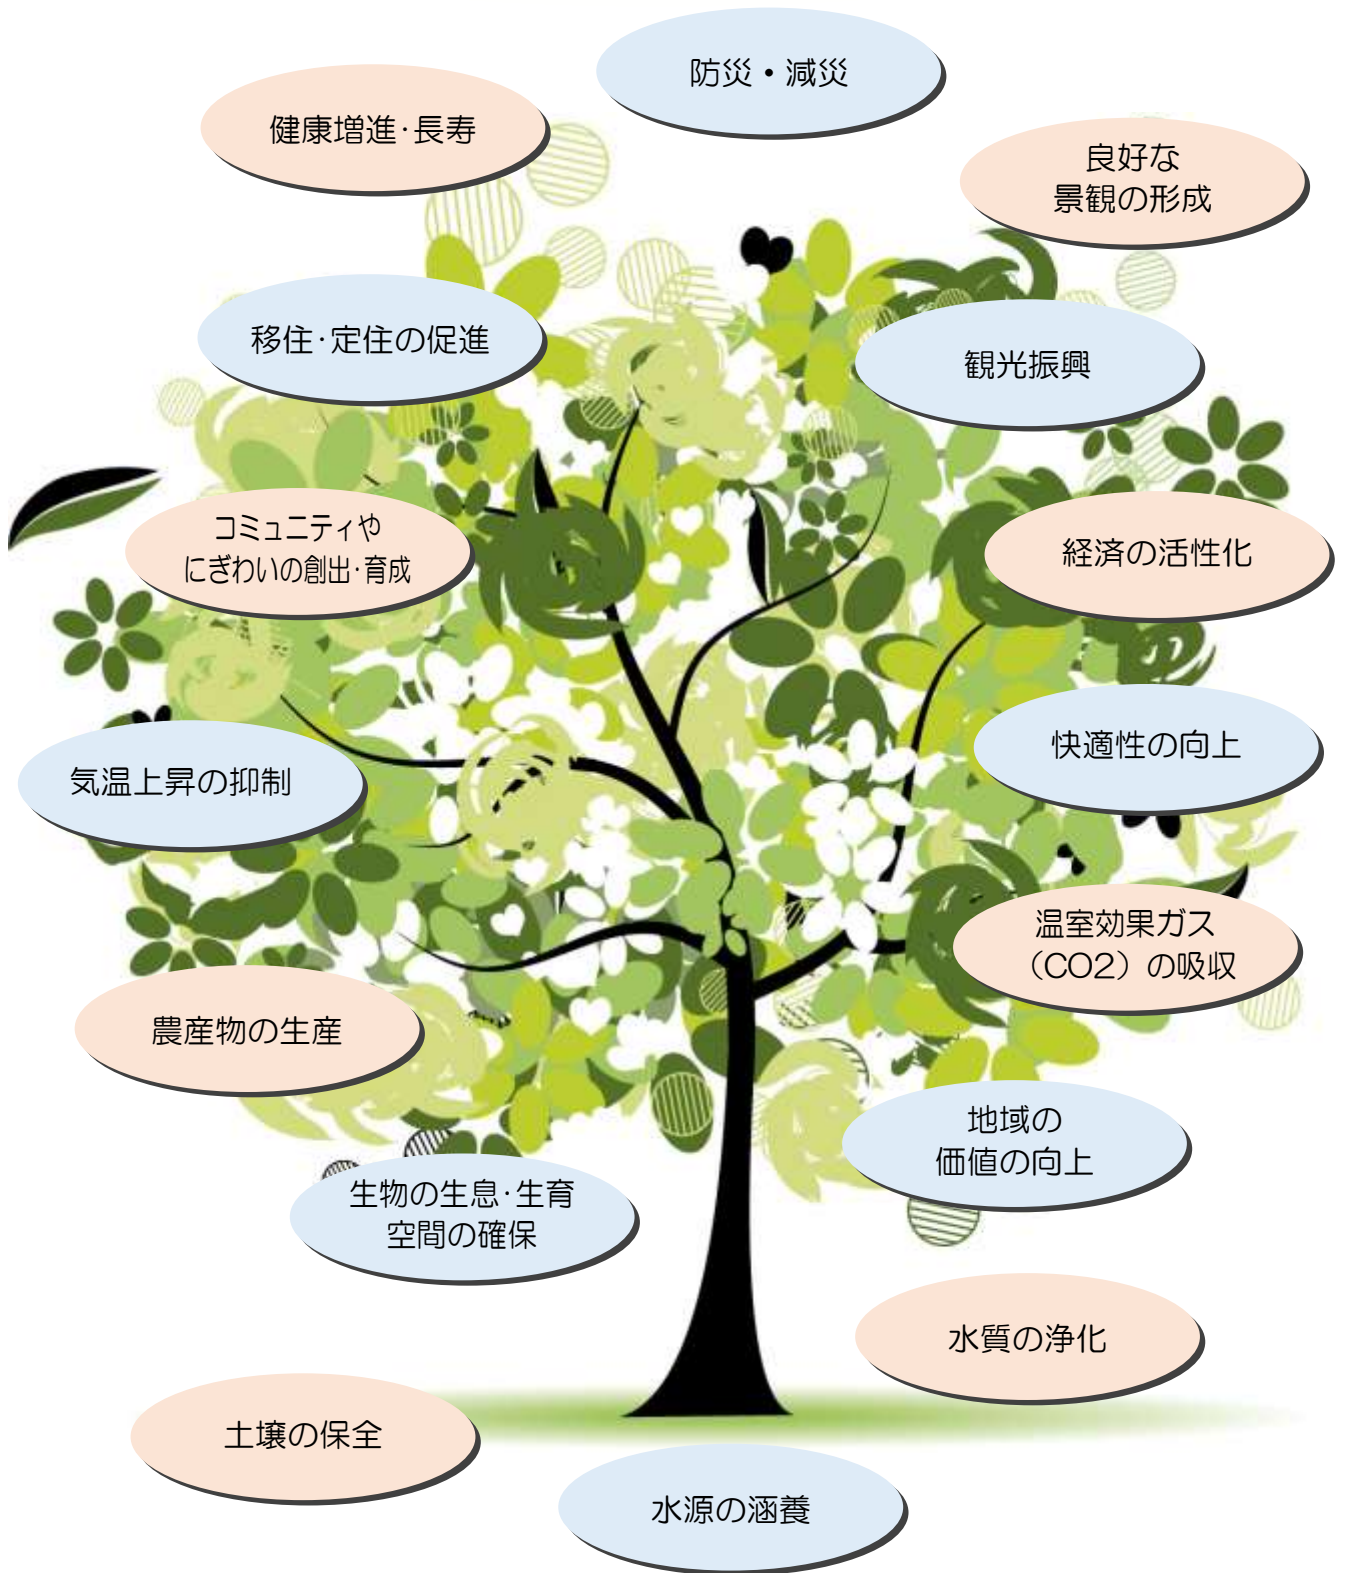 防災・減災
健康増進･長寿
良好な
景観の形成
移住･定住の促進
観光振興
コミュニティや
にぎわいの創出･育成
経済の活性化
快適性の向上
気温上昇の抑制
温室効果ガス
（CO2）の吸収
農産物の生産
地域の
価値の向上
生物の生息･生育
空間の確保
水質の浄化
土壌の保全
水源の涵養